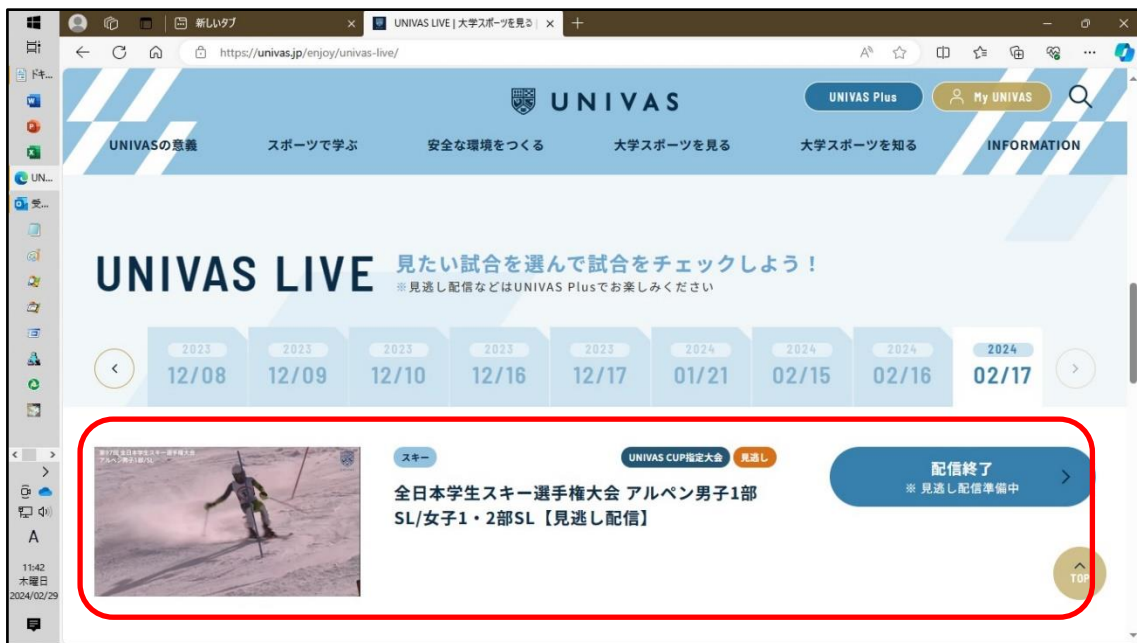 新しいタブ
UNIVAS LIVE | 大学スポーツを見る |
https://univas.jp/enjoy/univas-live/
ドキ...
UN...
受...
UNIVAS
UNIVAS Plus
My UNIVAS
UNIVASの意義
スポーツで学ぶ
安全な環境をつくる
大学スポーツを見る
大学スポーツを知る
INFORMATION
UNIVAS LIVE
見たい試合を選んで試合をチェックしよう！
※見逃し配信などはUNIVAS Plusでお楽しみください
2023 12/08
2023 12/09
2023 12/10
2023 12/16
2023 12/17
2024 01/21
2024 02/15
2024 02/16
2024 02/17
スキー
UNIVAS CUP指定大会
見逃し
全日本学生スキー選手権大会 アルペン男子1部
SL/女子1・2部SL【見逃し配信】
配信終了
※ 見逃し配信準備中
TOP
A
11:42
木曜日
2024/02/29